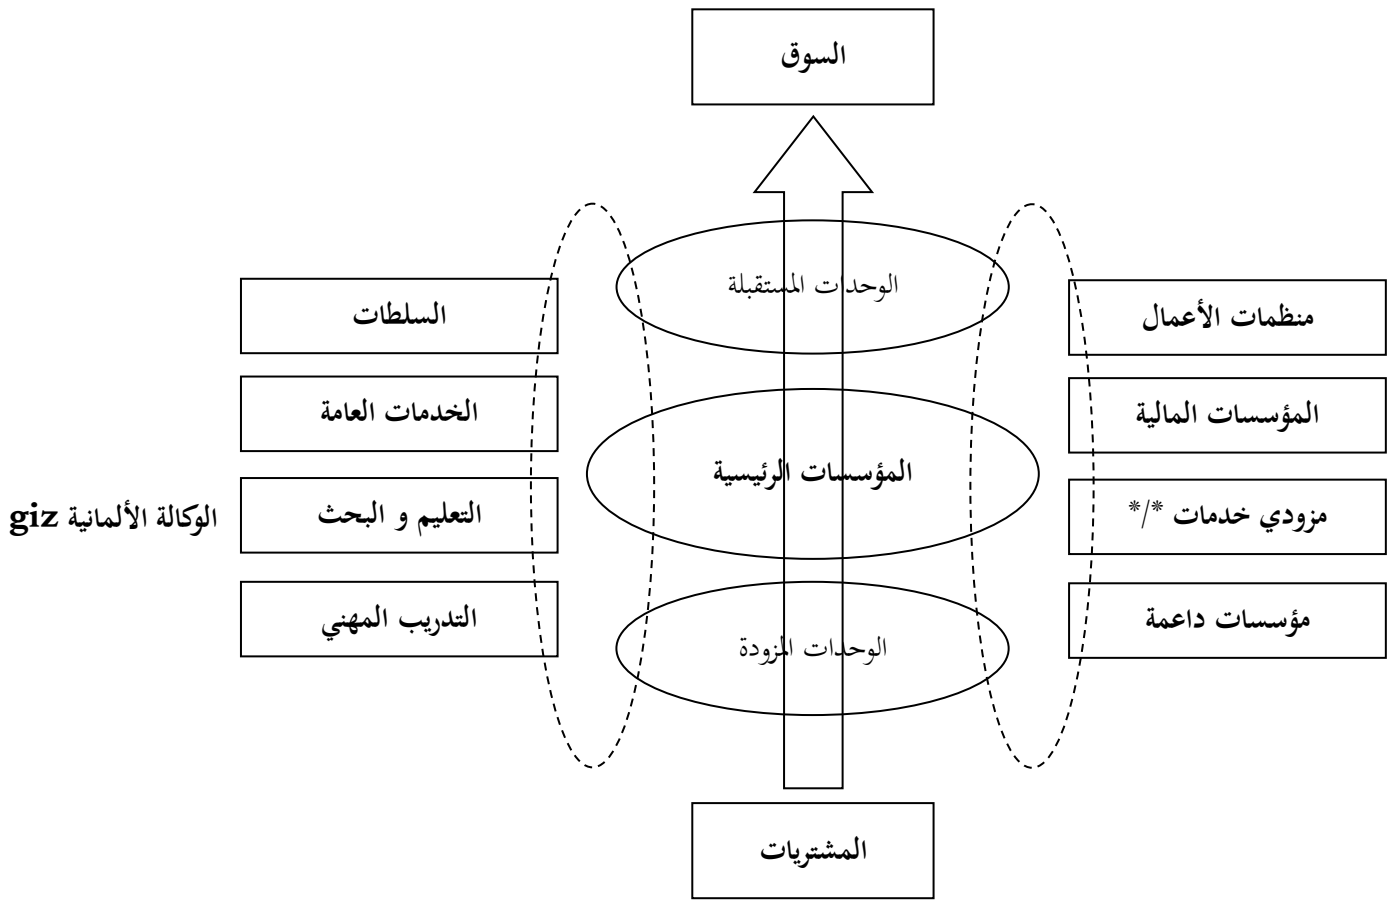 السوق
الوحدات المستقبلة
منظمات الأعمال
السلطات
المؤسسات المالية
الخدمات العامة
المؤسسات الرئيسية
مزودي خدمات */*
التعليم و البحث
الوكالة الألمانية giz
مؤسسات داعمة
التدريب المهني
الوحدات المزودة
المشتريات